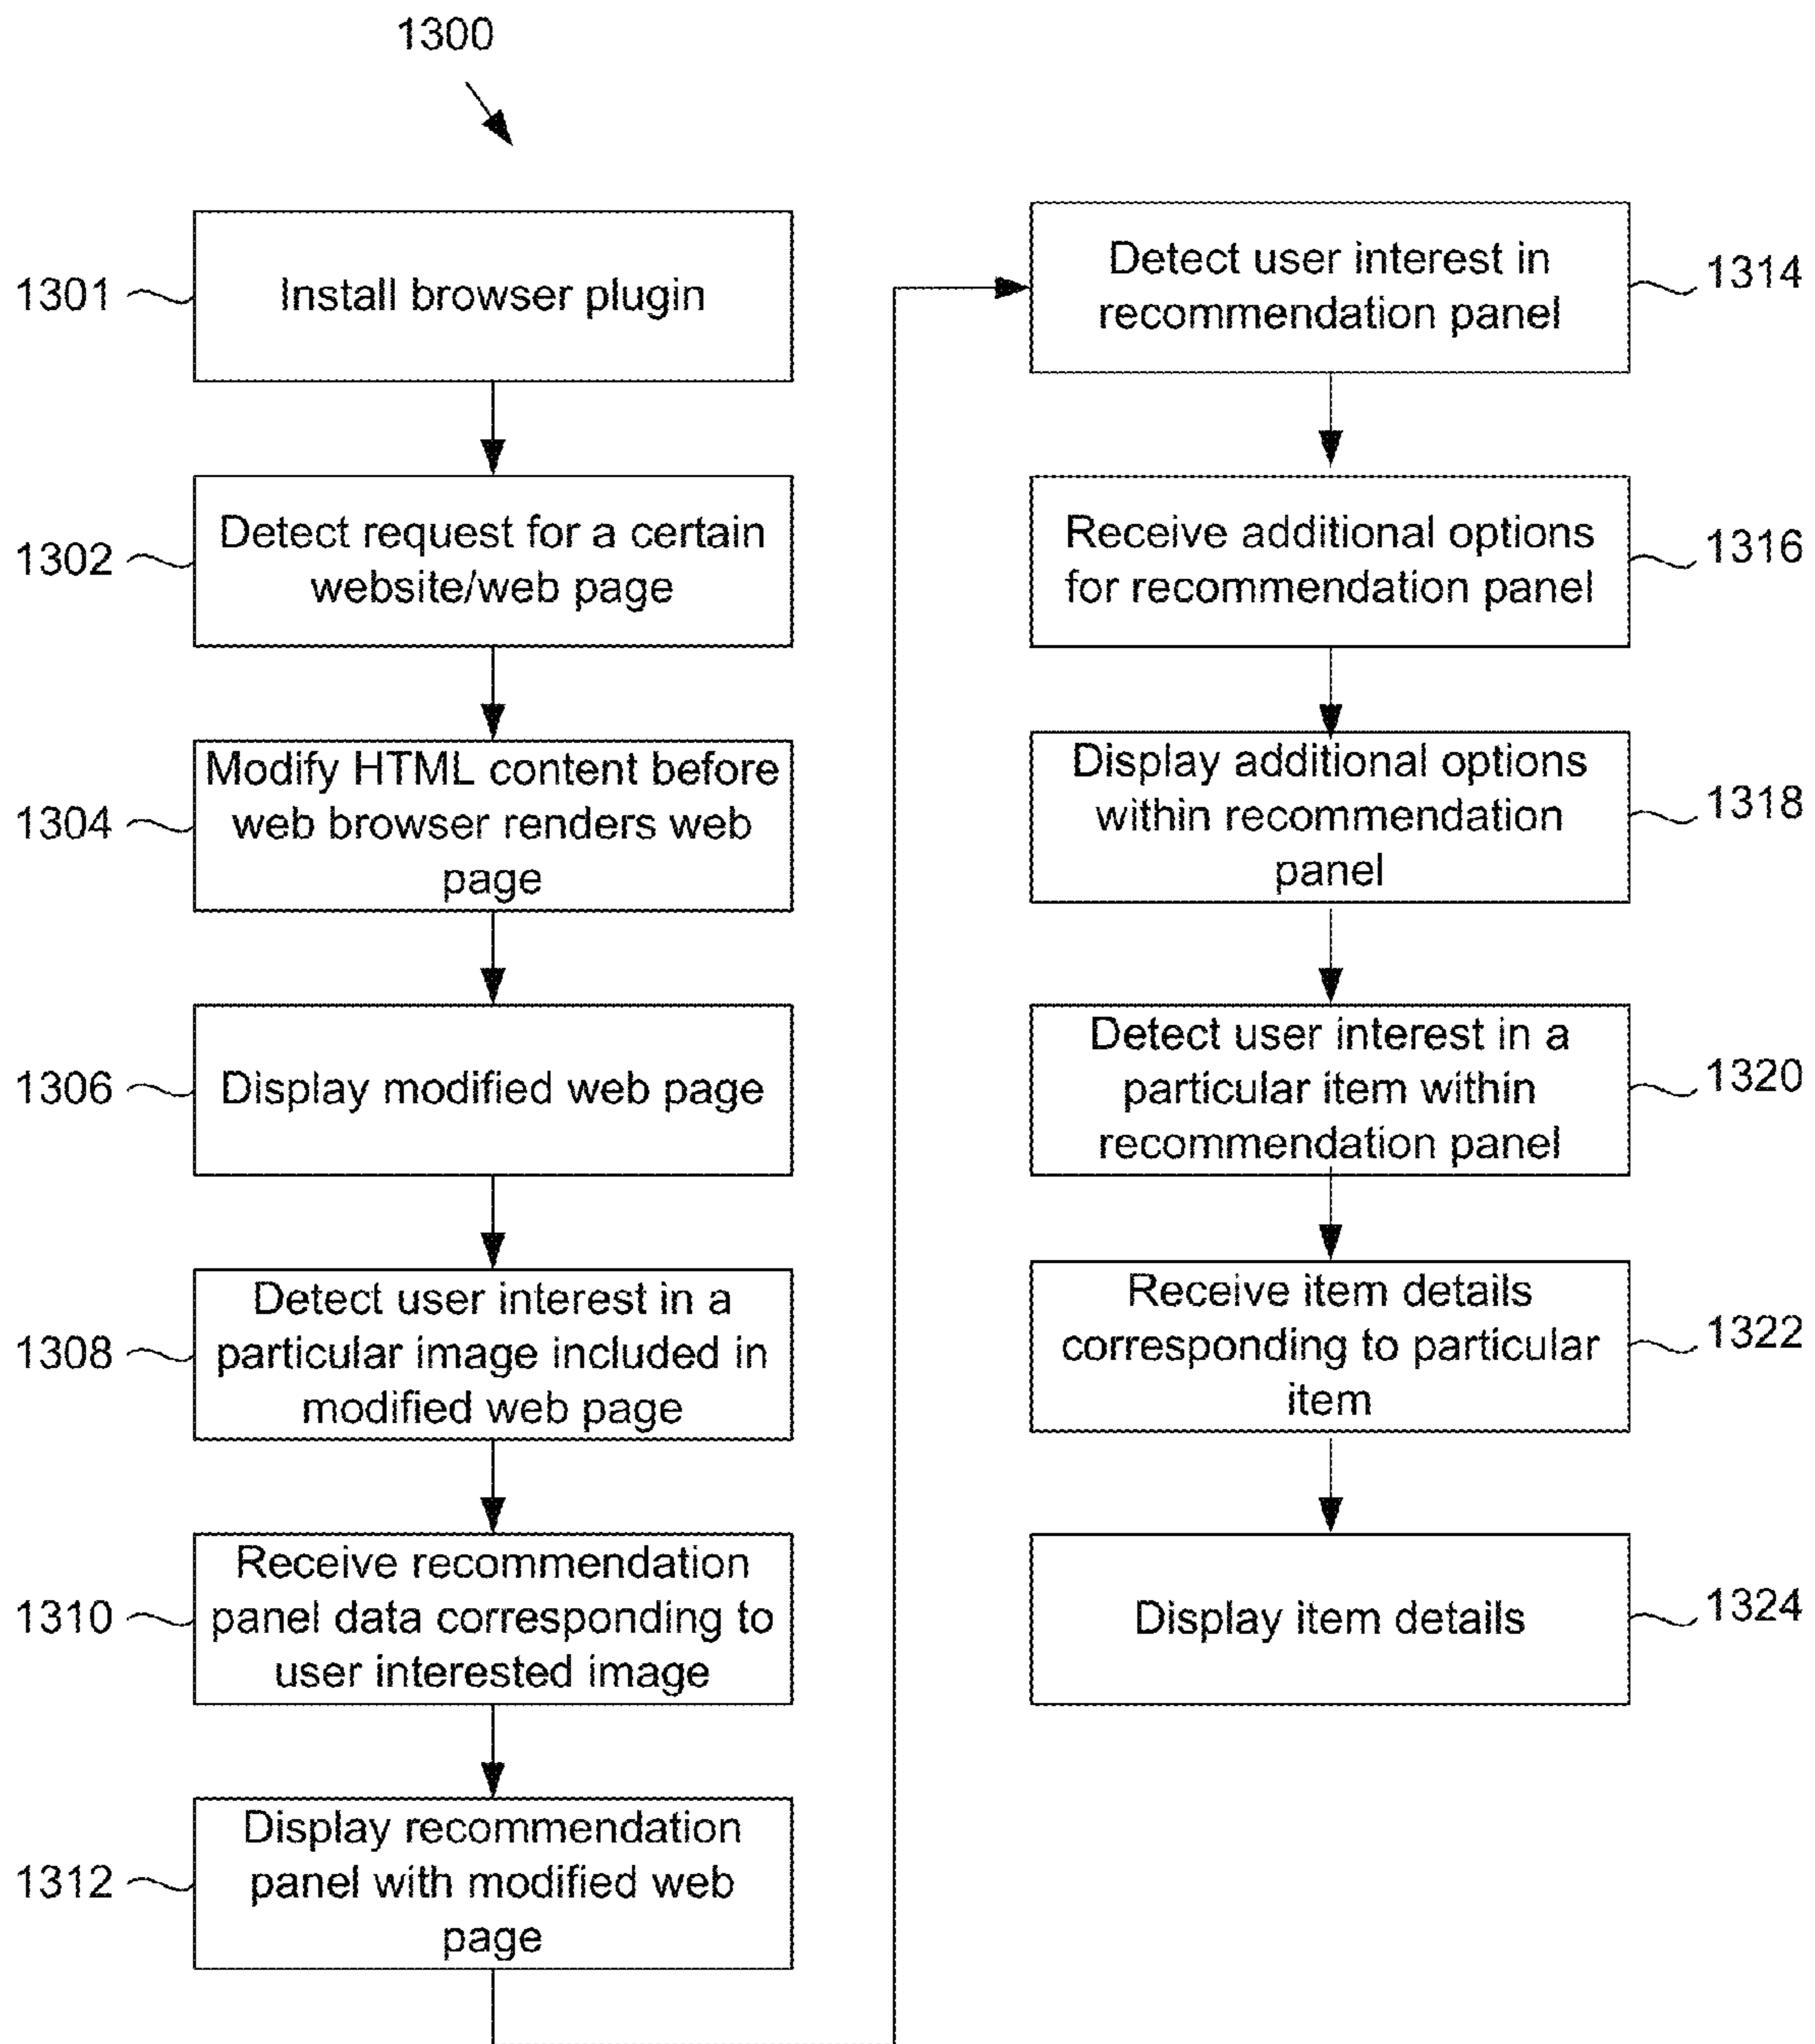 1300
1301
Install browser plugin
1302
Detect request for a certain
website/web page
1304
Modify HTML content before
web browser renders web
page
1306
Display modified web page
1308
Detect user interest in a
particular image included in
modified web page
1310
Receive recommendation
panel data corresponding to
user interested image
1312
Display recommendation
panel with modified web
page
Detect user interest in
recommendation panel
1314
Receive additional options
for recommendation panel
1316
Display additional options
within recommendation
panel
1318
Detect user interest in a
particular item within
recommendation panel
1320
Receive item details
corresponding to particular
item
1322
Display item details
1324